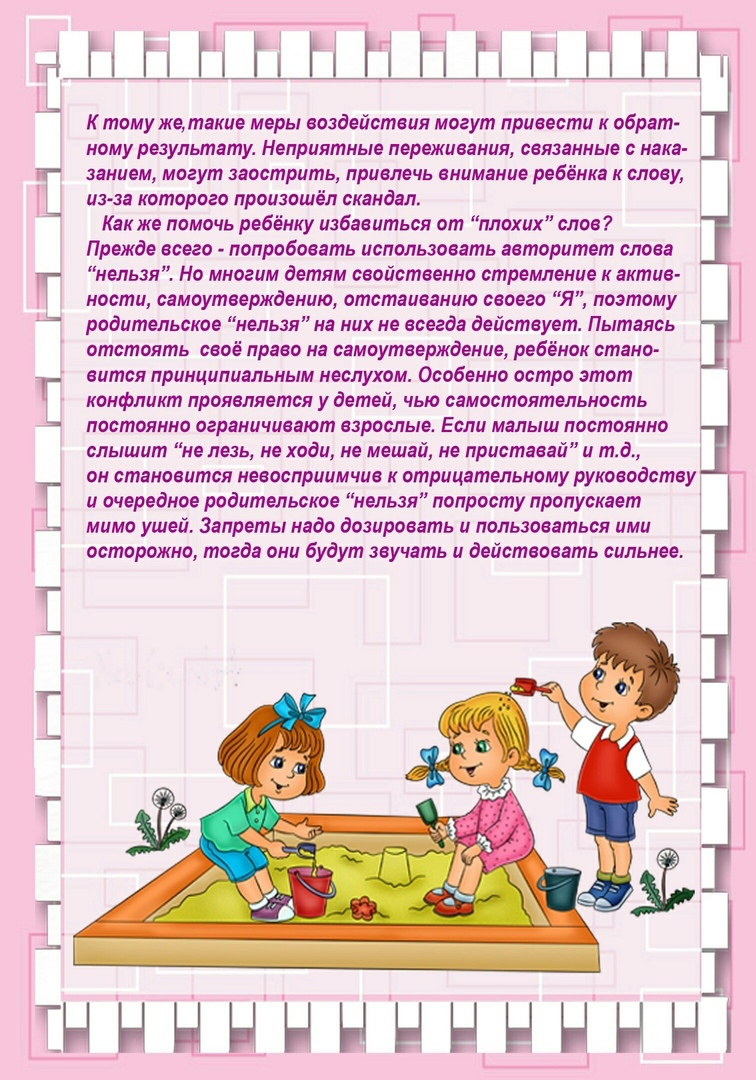 К тому же,такие меры воздействия могут привести к обрат-
ному результату. Неприятные переживания, связанные с нака-
занием, могут заострить, привлечь внимание ребёнка к слову,
из-за которого произошёл скандал.
Как же помочь ребёнку избавиться от “плохих” слов?
Прежде всего - попробовать использовать авторитет слова
“нельзя”. Но многим детям свойственно стремление к актив-
ности, самоутверждению, отстаиванию своего “Я”, поэтому
родительское “нельзя” на них не всегда действует. Пытаясь
отстоять своё право на самоутверждение, ребёнок стано-
вится принципиальным неслухом. Особенно остро этот
конфликт проявляется у детей, чью самостоятельность
постоянно ограничивают взрослые. Если малыш постоянно
слышит “не лезь, не ходи, не мешай, не приставай” и т.д.,
он становится невосприимчив к отрицательному руководству
и очередное родительское “нельзя” попросту пропускает
мимо ушей. Запреты надо дозировать и пользоваться ими
осторожно, тогда они будут звучать и действовать сильнее.